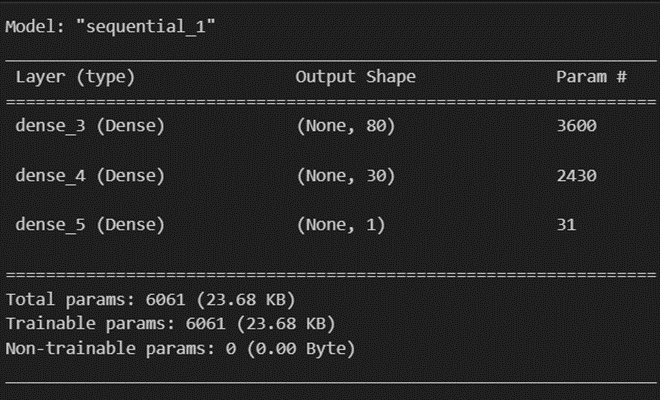 Model: "sequential_1"
Layer (type) Output Shape Param #
=================================================================
dense_3 (Dense) (None, 80) 3600
dense_4 (Dense) (None, 30) 2430
dense_5 (Dense) (None, 1) 31
=================================================================
Total params: 6061 (23.68 KB)
Trainable params: 6061 (23.68 KB)
Non-trainable params: 0 (0.00 Byte)